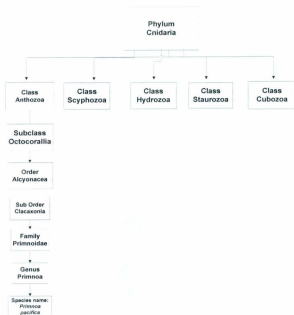 Phylum
Cnidaria
Class
Anthozoa
Class
Scyphozoa
Class
Hydrozoa
Class
Staurozoa
Class
Cubozoa
Subclass
Octocorallia
Order
Alcyonacea
Sub Order
Clacaxonia
Family
Primnoidae
Genus
Primnoa
Species name:
Primnoa
pacifica